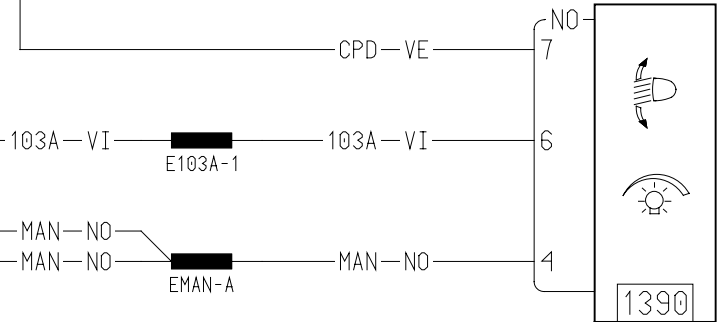 NO
CPD VE 7
103A VI 103A VI 6
E103A-1
MAN NO
MAN NO MAN NO 4
EMAN-A
1390